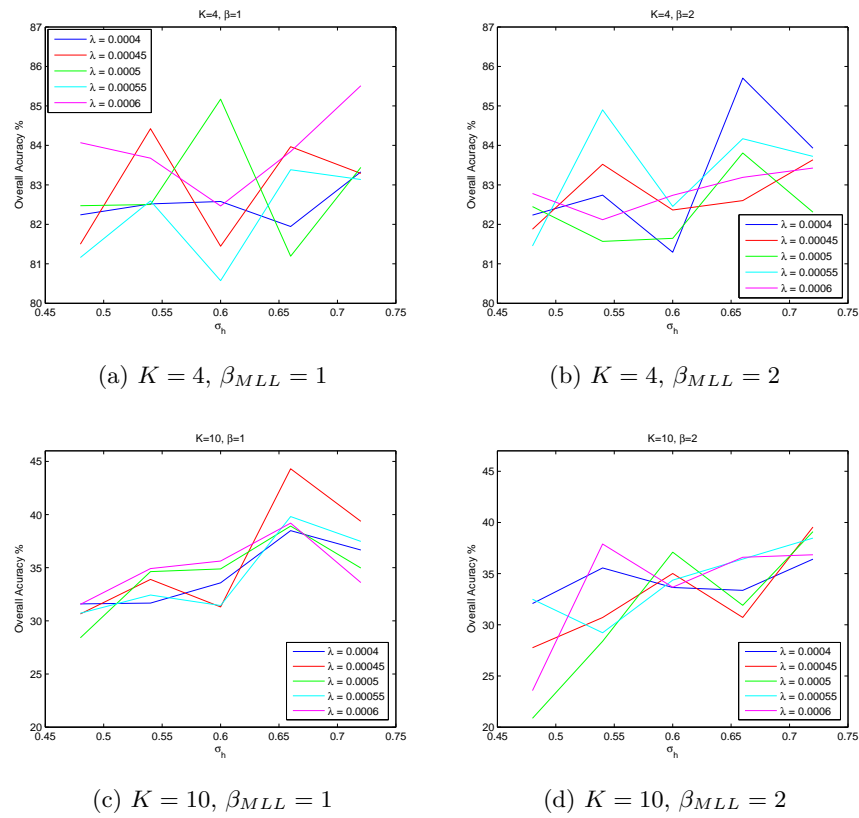 K=4, β=1
λ = 0.0004
λ = 0.00045
λ = 0.0005
λ = 0.00055
λ = 0.0006
Overall Acuracy %
87
86
85
84
83
82
81
80
0.45 0.5 0.55 0.6 0.65 0.7 0.75
σh
(a) K = 4, βMLL = 1
K=4, β=2
Overall Acuracy %
87
86
85
84
83
82
81
80
λ = 0.0004
λ = 0.00045
λ = 0.0005
λ = 0.00055
λ = 0.0006
0.45 0.5 0.55 0.6 0.65 0.7 0.75
σh
(b) K = 4, βMLL = 2
K=10, β=1
Overall Acuracy %
45
40
35
30
25
20
λ = 0.0004
λ = 0.00045
λ = 0.0005
λ = 0.00055
λ = 0.0006
0.45 0.5 0.55 0.6 0.65 0.7 0.75
σh
(c) K = 10, βMLL = 1
K=10, β=2
Overall Acuracy %
45
40
35
30
25
20
λ = 0.0004
λ = 0.00045
λ = 0.0005
λ = 0.00055
λ = 0.0006
0.45 0.5 0.55 0.6 0.65 0.7 0.75
σh
(d) K = 10, βMLL = 2